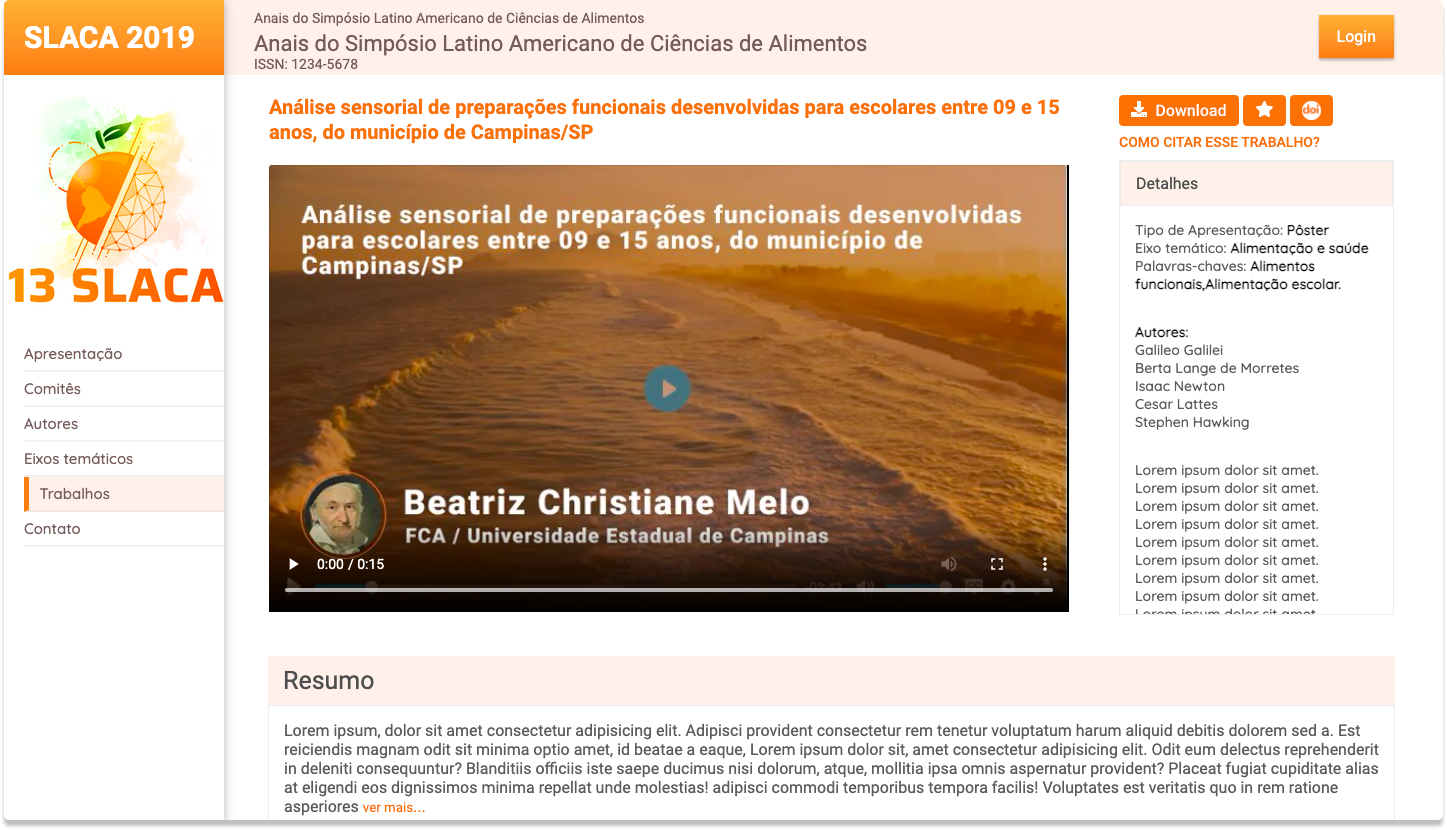 SLACA 2019
Anais do Simpósio Latino Americano de Ciências de Alimentos
Anais do Simpósio Latino Americano de Ciências de Alimentos
ISSN: 1234-5678
Login
13 SLACA
Apresentação
Comitês
Autores
Eixos temáticos
Trabalhos
Contato
Análise sensorial de preparações funcionais desenvolvidas para escolares entre 09 e 15
anos, do município de Campinas/SP
Análise sensorial de preparações funcionais desenvolvidas
para escolares entre 09 e 15 anos, do município de
Campinas/SP
Beatriz Christiane Melo
FCA / Universidade Estadual de Campinas
0:00 / 0:15
02:43
Download
doi
COMO CITAR ESSE TRABALHO?
Detalhes
Tipo de Apresentação: Pôster
Eixo temático: Alimentação e saúde
Palavras-chaves: Alimentos
funcionais,Alimentação escolar.
Autores:
Galileo Galilei
Berta Lange de Morretes
Isaac Newton
Cesar Lattes
Stephen Hawking
Lorem ipsum dolor sit amet.
Lorem ipsum dolor sit amet.
Lorem ipsum dolor sit amet.
Lorem ipsum dolor sit amet.
Lorem ipsum dolor sit amet.
Lorem ipsum dolor sit amet.
Lorem ipsum dolor sit amet.
Lorem ipsum dolor sit amet.
Lorem ipsum dolor sit amet.
Resumo
Lorem ipsum, dolor sit amet consectetur adipisicing elit. Adipisci provident consectetur rem tenetur voluptatum harum aliquid debitis dolorem sed a. Est
reiciendis magnam odit sit minima optio amet, id beatae a eaque, Lorem ipsum dolor sit, amet consectetur adipisicing elit. Odit eum delectus reprehenderit
in deleniti consequuntur? Blanditiis officiis iste saepe ducimus nisi dolorum, atque, mollitia ipsa omnis aspernatur provident? Placeat fugiat cupiditate alias
at eligendi eos dignissimos minima repellat unde molestias! adipisci commodi temporibus tempora facilis! Voluptates est veritatis quo in rem ratione
asperiores ver mais...